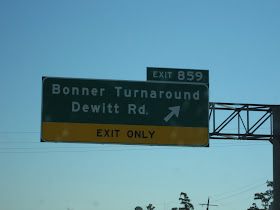 EXIT 859
Bonner Turnaround
Dewitt Rd.
EXIT ONLY